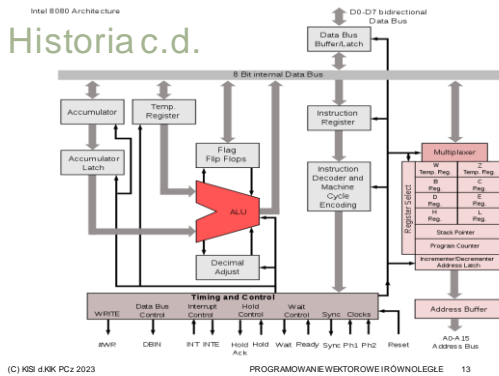 Intel 8080 Architecture
D0-D7 bidirectional
Data Bus
Historia c.d.
Data Bus
Buffer/Latch
8 Bit internal Data Bus
Accumulator
Temp.
Register
Instruction
Register
Flag
Flip Flops
Accumulator
Latch
Instruction
Decoder and
Machine
Cycle
Encoding
ALU
Decimal
Adjust
Multiplexer
W
Temp. Reg.
Z
Temp. Reg.
B
Reg.
C
Reg.
D
Reg.
E
Reg.
H
Reg.
L
Reg.
Register Select
Stack Pointer
Program Counter
Incrementer/Decrementer
Address Latch
Address Buffer
A0-A15
Address Bus
Timing and Control
WRITE
Data Bus
Control
Interrupt
Control
Hold
Control
Wait
Control
Sync
Clocks
#WR
DBIN
INT
INTE
Hold
Ack
Hold
Wait
Ready
Sync
Ph1
Ph2
Reset
(C) KISI d.KIK PCz 2023
PROGRAMOWANIE WEKTOROWE I RÓWNOLEGŁE
13